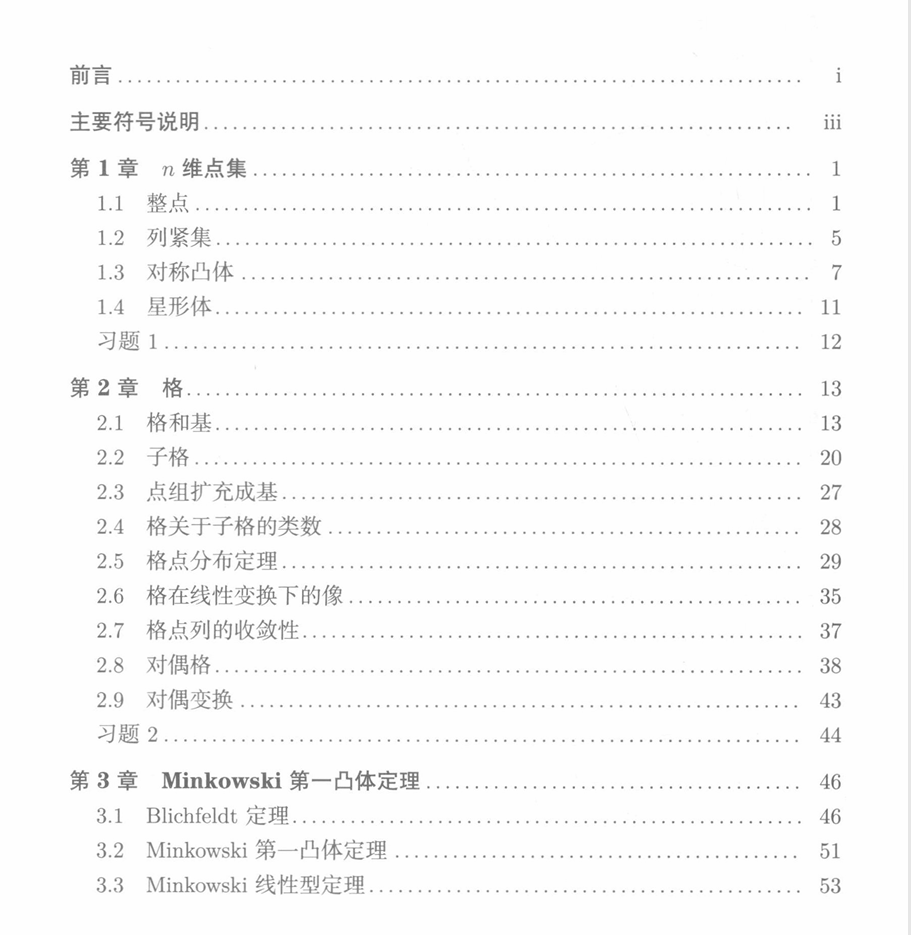 前言 ........................................ i
主要符号说明 ........................................ iii
第 1 章 n 维点集 ........................................ 1
1.1 整点 ........................................ 1
1.2 列紧集 ........................................ 5
1.3 对称凸体 ........................................ 7
1.4 星形体 ........................................ 11
习题 1 ........................................ 12
第 2 章 格 ........................................ 13
2.1 格和基 ........................................ 13
2.2 子格 ........................................ 20
2.3 点组扩充成基 ........................................ 27
2.4 格关于子格的类数 ........................................ 28
2.5 格点分布定理 ........................................ 29
2.6 格在线性变换下的像 ........................................ 35
2.7 格点列的收敛性 ........................................ 37
2.8 对偶格 ........................................ 38
2.9 对偶变换 ........................................ 43
习题 2 ........................................ 44
第 3 章 Minkowski 第一凸体定理 ........................................ 46
3.1 Blichfeldt 定理 ........................................ 46
3.2 Minkowski 第一凸体定理 ........................................ 51
3.3 Minkowski 线性型定理 ........................................ 53